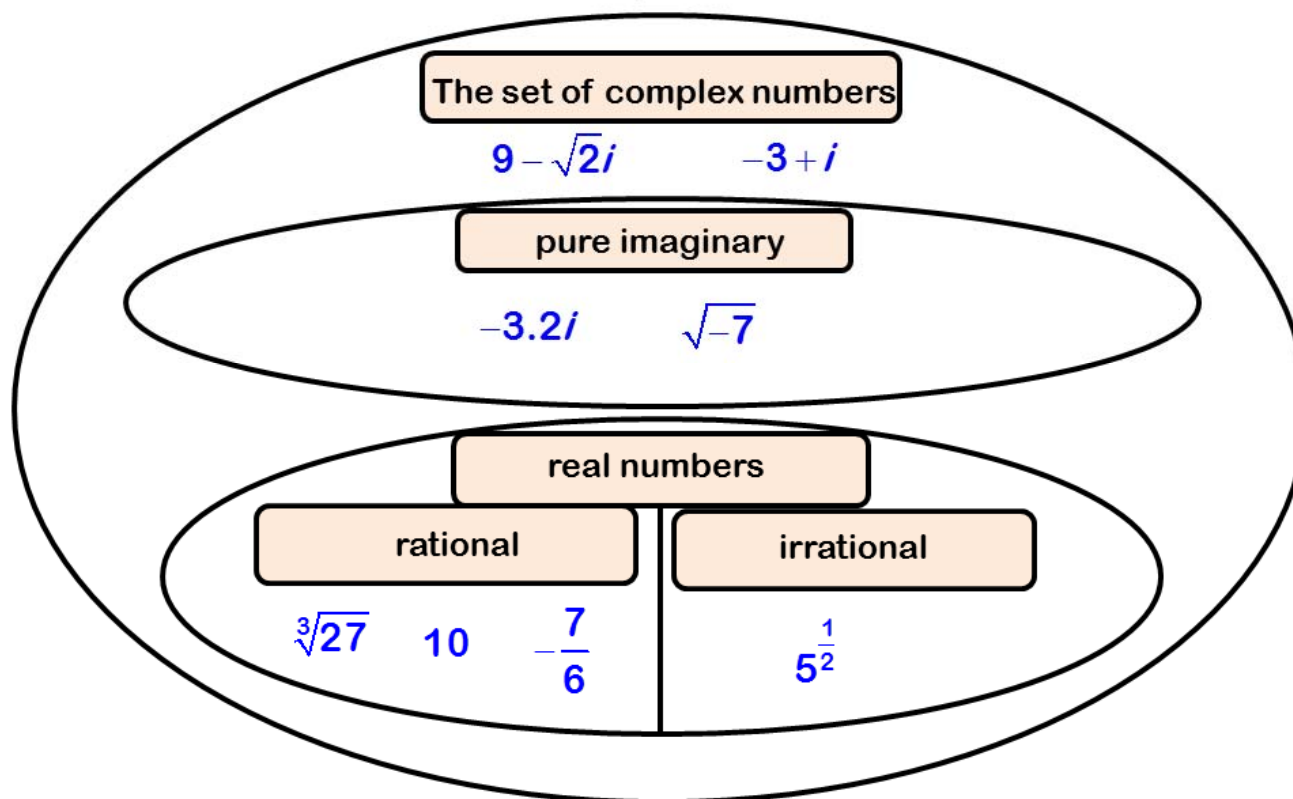 The set of complex numbers
9 − √2i −3 + i
pure imaginary
−3.2i √−7
real numbers
rational irrational
∛27 10 −7/6 5^(1/2)